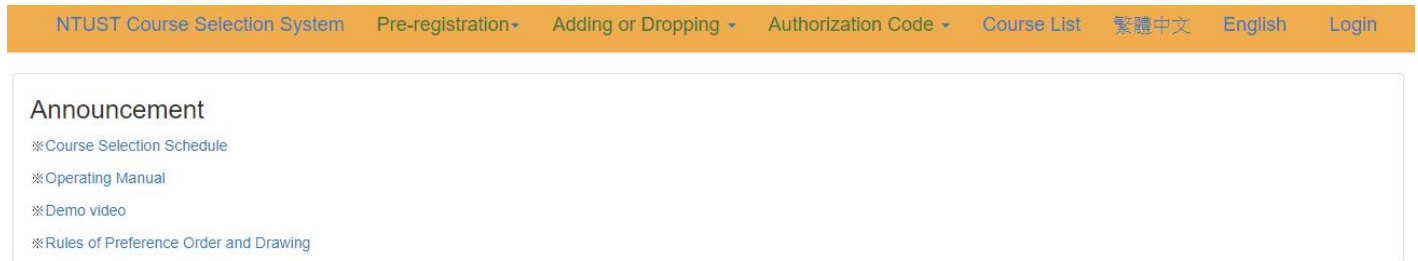 NTUST Course Selection System Pre-registration Adding or Dropping Authorization Code Course List 繁體中文 English Login
Announcement
※Course Selection Schedule
※Operating Manual
※Demo video
※Rules of Preference Order and Drawing